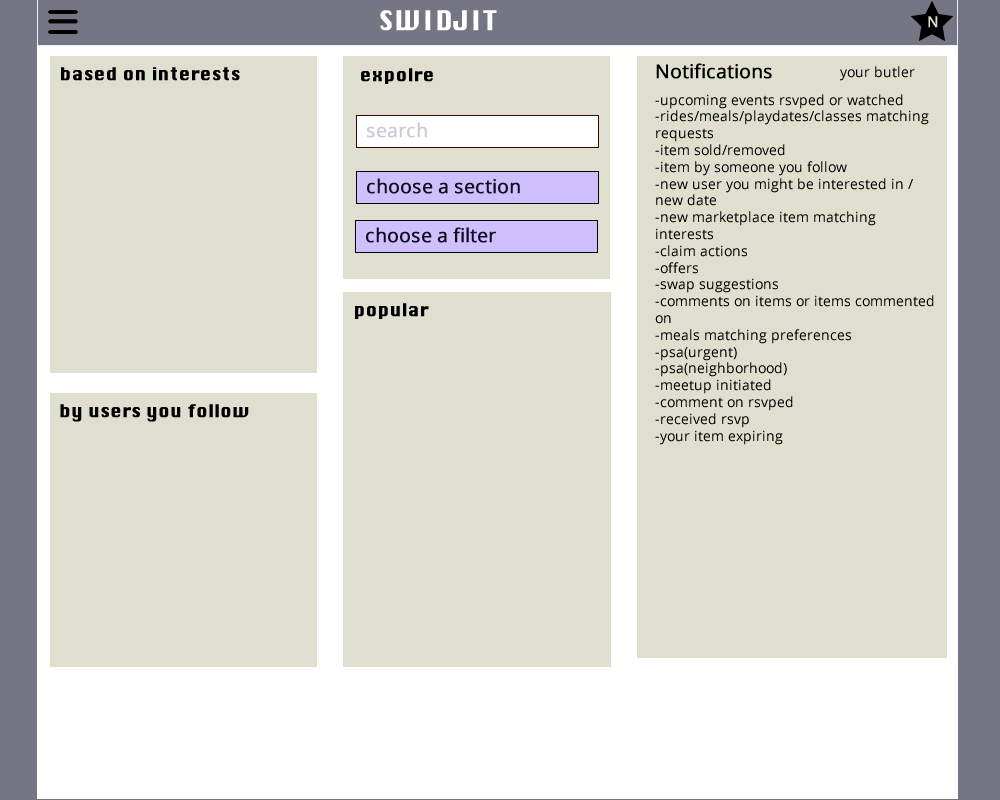 SWIDJIT
N
based on interests
by users you follow
expolre
search
choose a section
choose a filter
popular
Notifications
your butler
-upcoming events rsvped or watched
-rides/meals/playdates/classes matching
requests
-item sold/removed
-item by someone you follow
-new user you might be interested in /
new date
-new marketplace item matching
interests
-claim actions
-offers
-swap suggestions
-comments on items or items commented
on
-meals matching preferences
-psa(urgent)
-psa(neighborhood)
-meetup initiated
-comment on rsvped
-received rsvp
-your item expiring